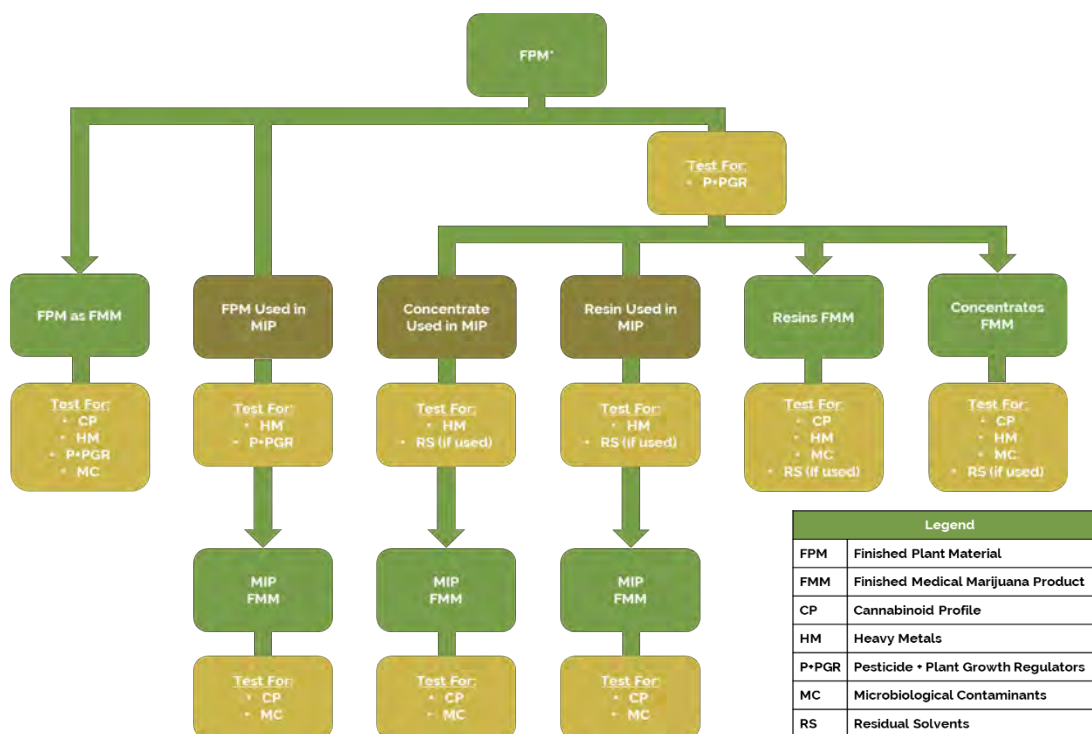 FPM*
Test For:
• P+PGR
FPM as FMM
FPM Used in
MIP
Concentrate
Used in MIP
Resin Used in
MIP
Resins FMM
Concentrates
FMM
Test For:
• CP
• HM
• P+PGR
• MC
Test For:
• HM
• P+PGR
Test For:
• HM
• RS (if used)
Test For:
• HM
• RS (if used)
Test For:
• CP
• HM
• MC
• RS (if used)
Test For:
• CP
• HM
• MC
• RS (if used)
MIP
FMM
MIP
FMM
MIP
FMM
Test For:
• CP
• MC
Test For:
• CP
• MC
Test For:
• CP
• MC
Legend
FPM Finished Plant Material
FMM Finished Medical Marijuana Product
CP Cannabinoid Profile
HM Heavy Metals
P+PGR Pesticide + Plant Growth Regulators
MC Microbiological Contaminants
RS Residual Solvents